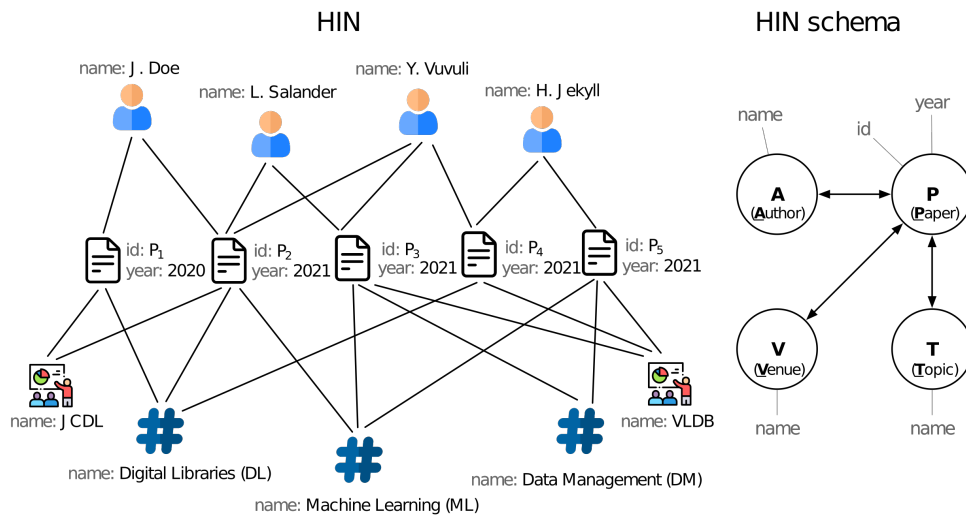 HIN
HIN schema
name: J. Doe
name: L. Salander
name: Y. Vuvuli
name: H. Jekyll
id: P1
year: 2020
id: P2
year: 2021
id: P3
year: 2021
id: P4
year: 2021
id: P5
year: 2021
name: JCDL
name: VLDB
name: Digital Libraries (DL)
name: Machine Learning (ML)
name: Data Management (DM)
name
id
year
A
(Author)
P
(Paper)
V
(Venue)
T
(Topic)
name
name